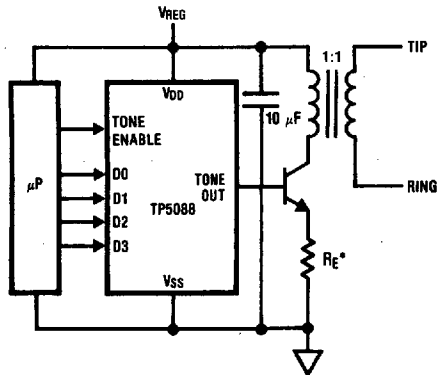 VREG
1:1
TIP
VDD
TONE
ENABLE
10 µF
µP
D0
D1
D2
D3
TONE
OUT
TP5088
RING
RE*
VSS